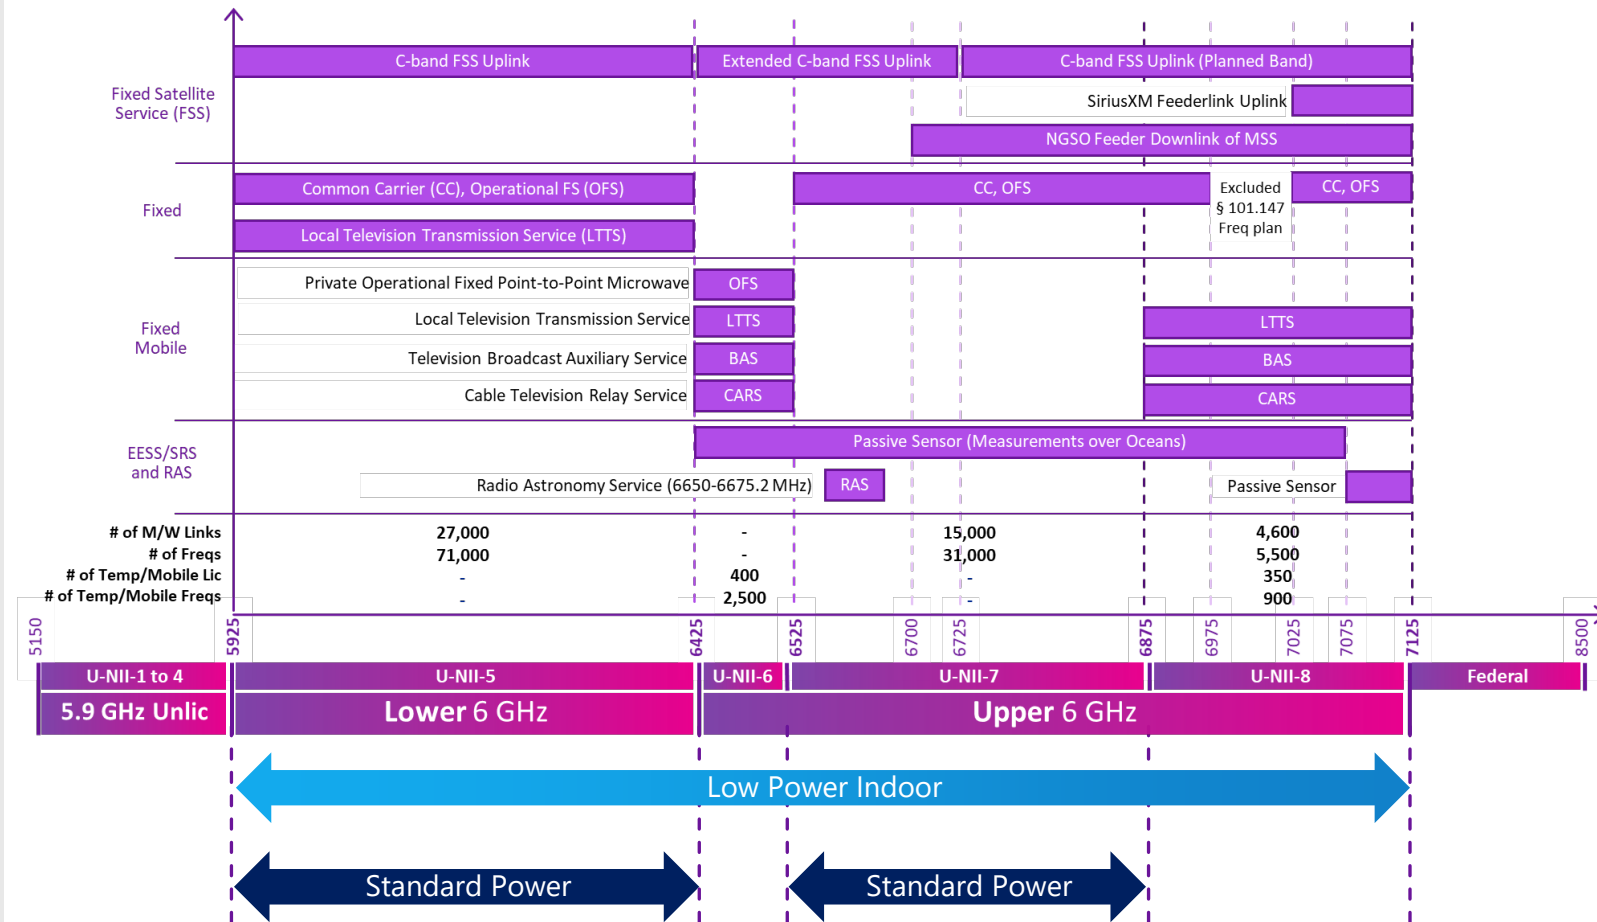 C-band FSS Uplink
Extended C-band FSS Uplink
C-band FSS Uplink (Planned Band)
Fixed Satellite
Service (FSS)
SiriusXM Feederlink Uplink
NGSO Feeder Downlink of MSS
Fixed
Common Carrier (CC), Operational FS (OFS)
CC, OFS
Excluded
§ 101.147
Freq plan
CC, OFS
Local Television Transmission Service (LTTS)
Fixed
Mobile
Private Operational Fixed Point-to-Point Microwave
OFS
Local Television Transmission Service
LTTS
LTTS
Television Broadcast Auxiliary Service
BAS
BAS
Cable Television Relay Service
CARS
CARS
EESS/SRS
and RAS
Passive Sensor (Measurements over Oceans)
Radio Astronomy Service (6650-6675.2 MHz)
RAS
Passive Sensor
# of M/W Links 27,000 - 15,000 4,600
# of Freqs 71,000 - 31,000 5,500
# of Temp/Mobile Lic - 400 - 350
# of Temp/Mobile Freqs - 2,500 - 900
5150 5925 6425 6525 6700 6725 6875 6975 7025 7075 7125 8500
U-NII-1 to 4 U-NII-5 U-NII-6 U-NII-7 U-NII-8 Federal
5.9 GHz Unlic Lower 6 GHz Upper 6 GHz
Low Power Indoor
Standard Power Standard Power